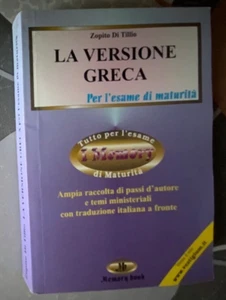 Zopito Di Tillio
LA VERSIONE
GRECA
Per l'esame di maturità
Tutto per l'esame
I Memory
di Maturità
Ampia raccolta di passi d'autore
e temi ministeriali
con traduzione italiana a fronte
Memory book